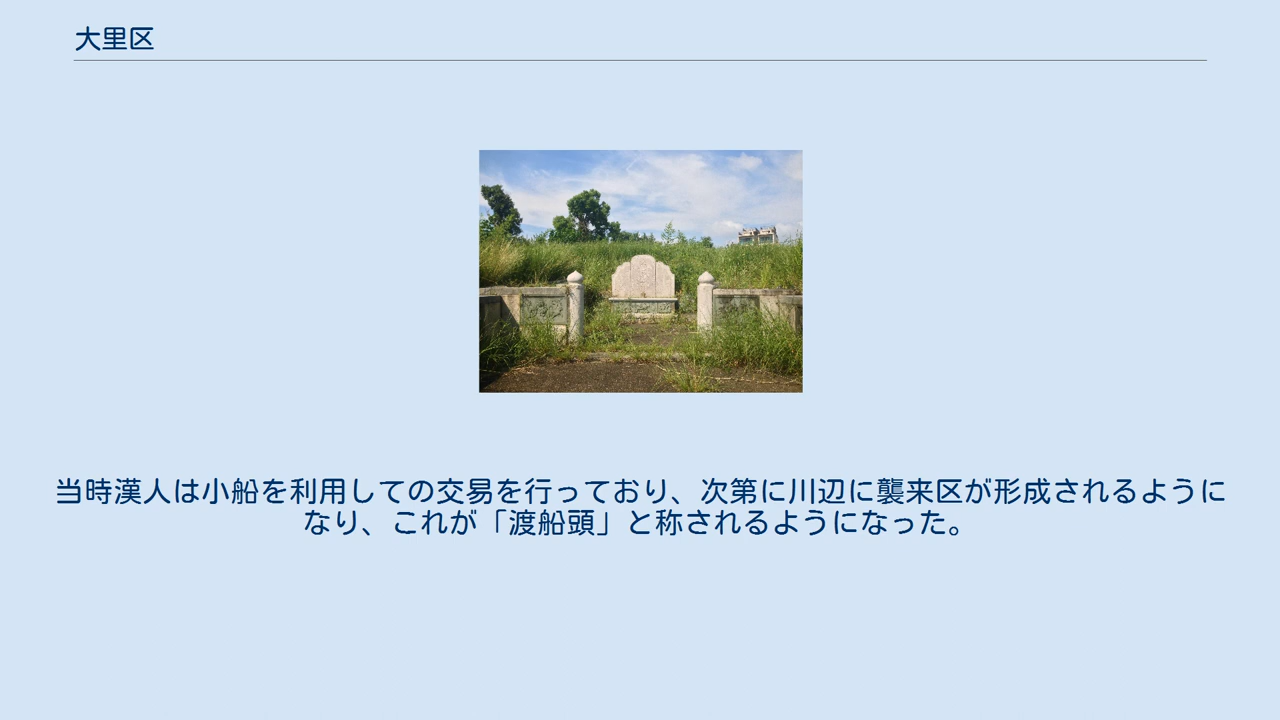 大里区
当時漢人は小船を利用しての交易を行っており、次第に川辺に襲来区が形成されるように
なり、これが「渡船頭」と称されるようになった。